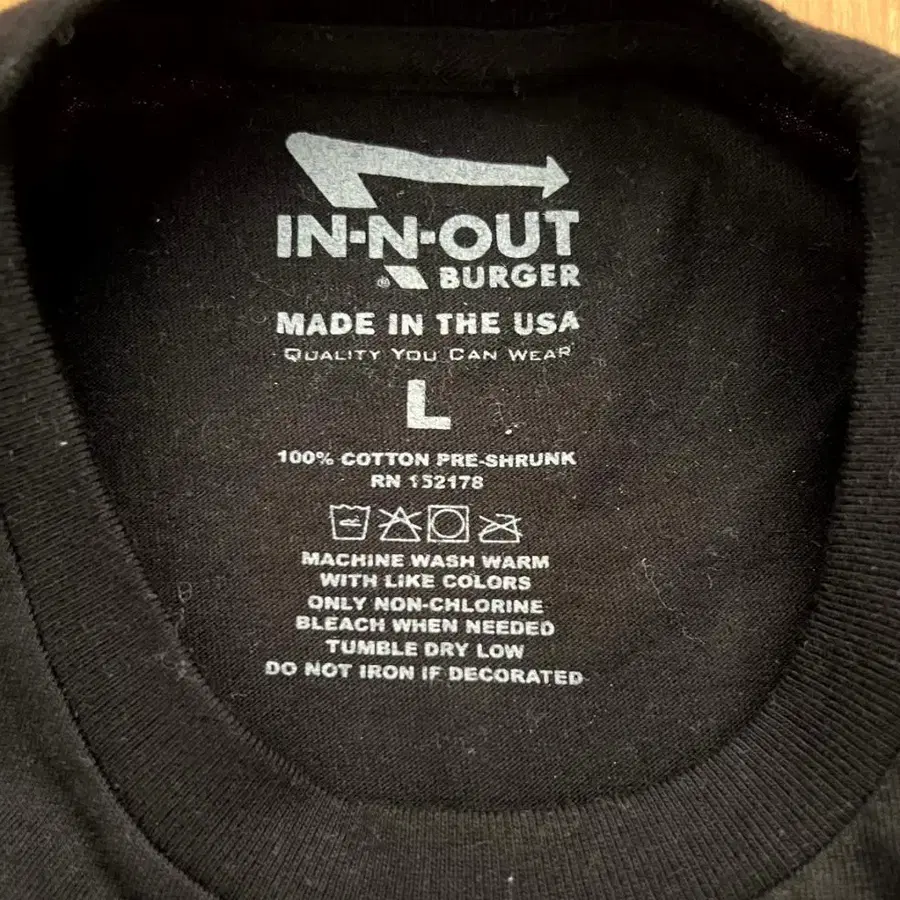 IN-N-OUT
® BURGER
MADE IN THE USA
QUALITY YOU CAN WEAR
L
100% COTTON PRE-SHRUNK
RN 152178
MACHINE WASH WARM
WITH LIKE COLORS
ONLY NON-CHLORINE
BLEACH WHEN NEEDED
TUMBLE DRY LOW
DO NOT IRON IF DECORATED